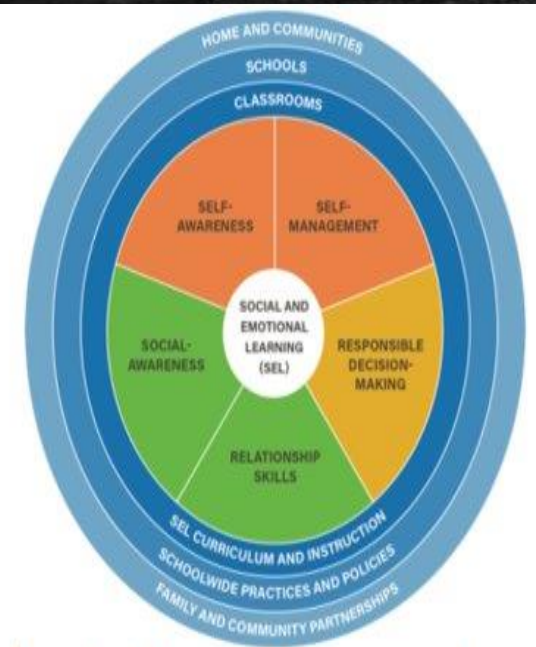 HOME AND COMMUNITIES
SCHOOLS
CLASSROOMS
SELF-
AWARENESS
SELF-
MANAGEMENT
SOCIAL AND
EMOTIONAL
LEARNING
(SEL)
SOCIAL-
AWARENESS
RESPONSIBLE
DECISION-
MAKING
RELATIONSHIP
SKILLS
SEL CURRICULUM AND INSTRUCTION
SCHOOLWIDE PRACTICES AND POLICIES
FAMILY AND COMMUNITY PARTNERSHIPS